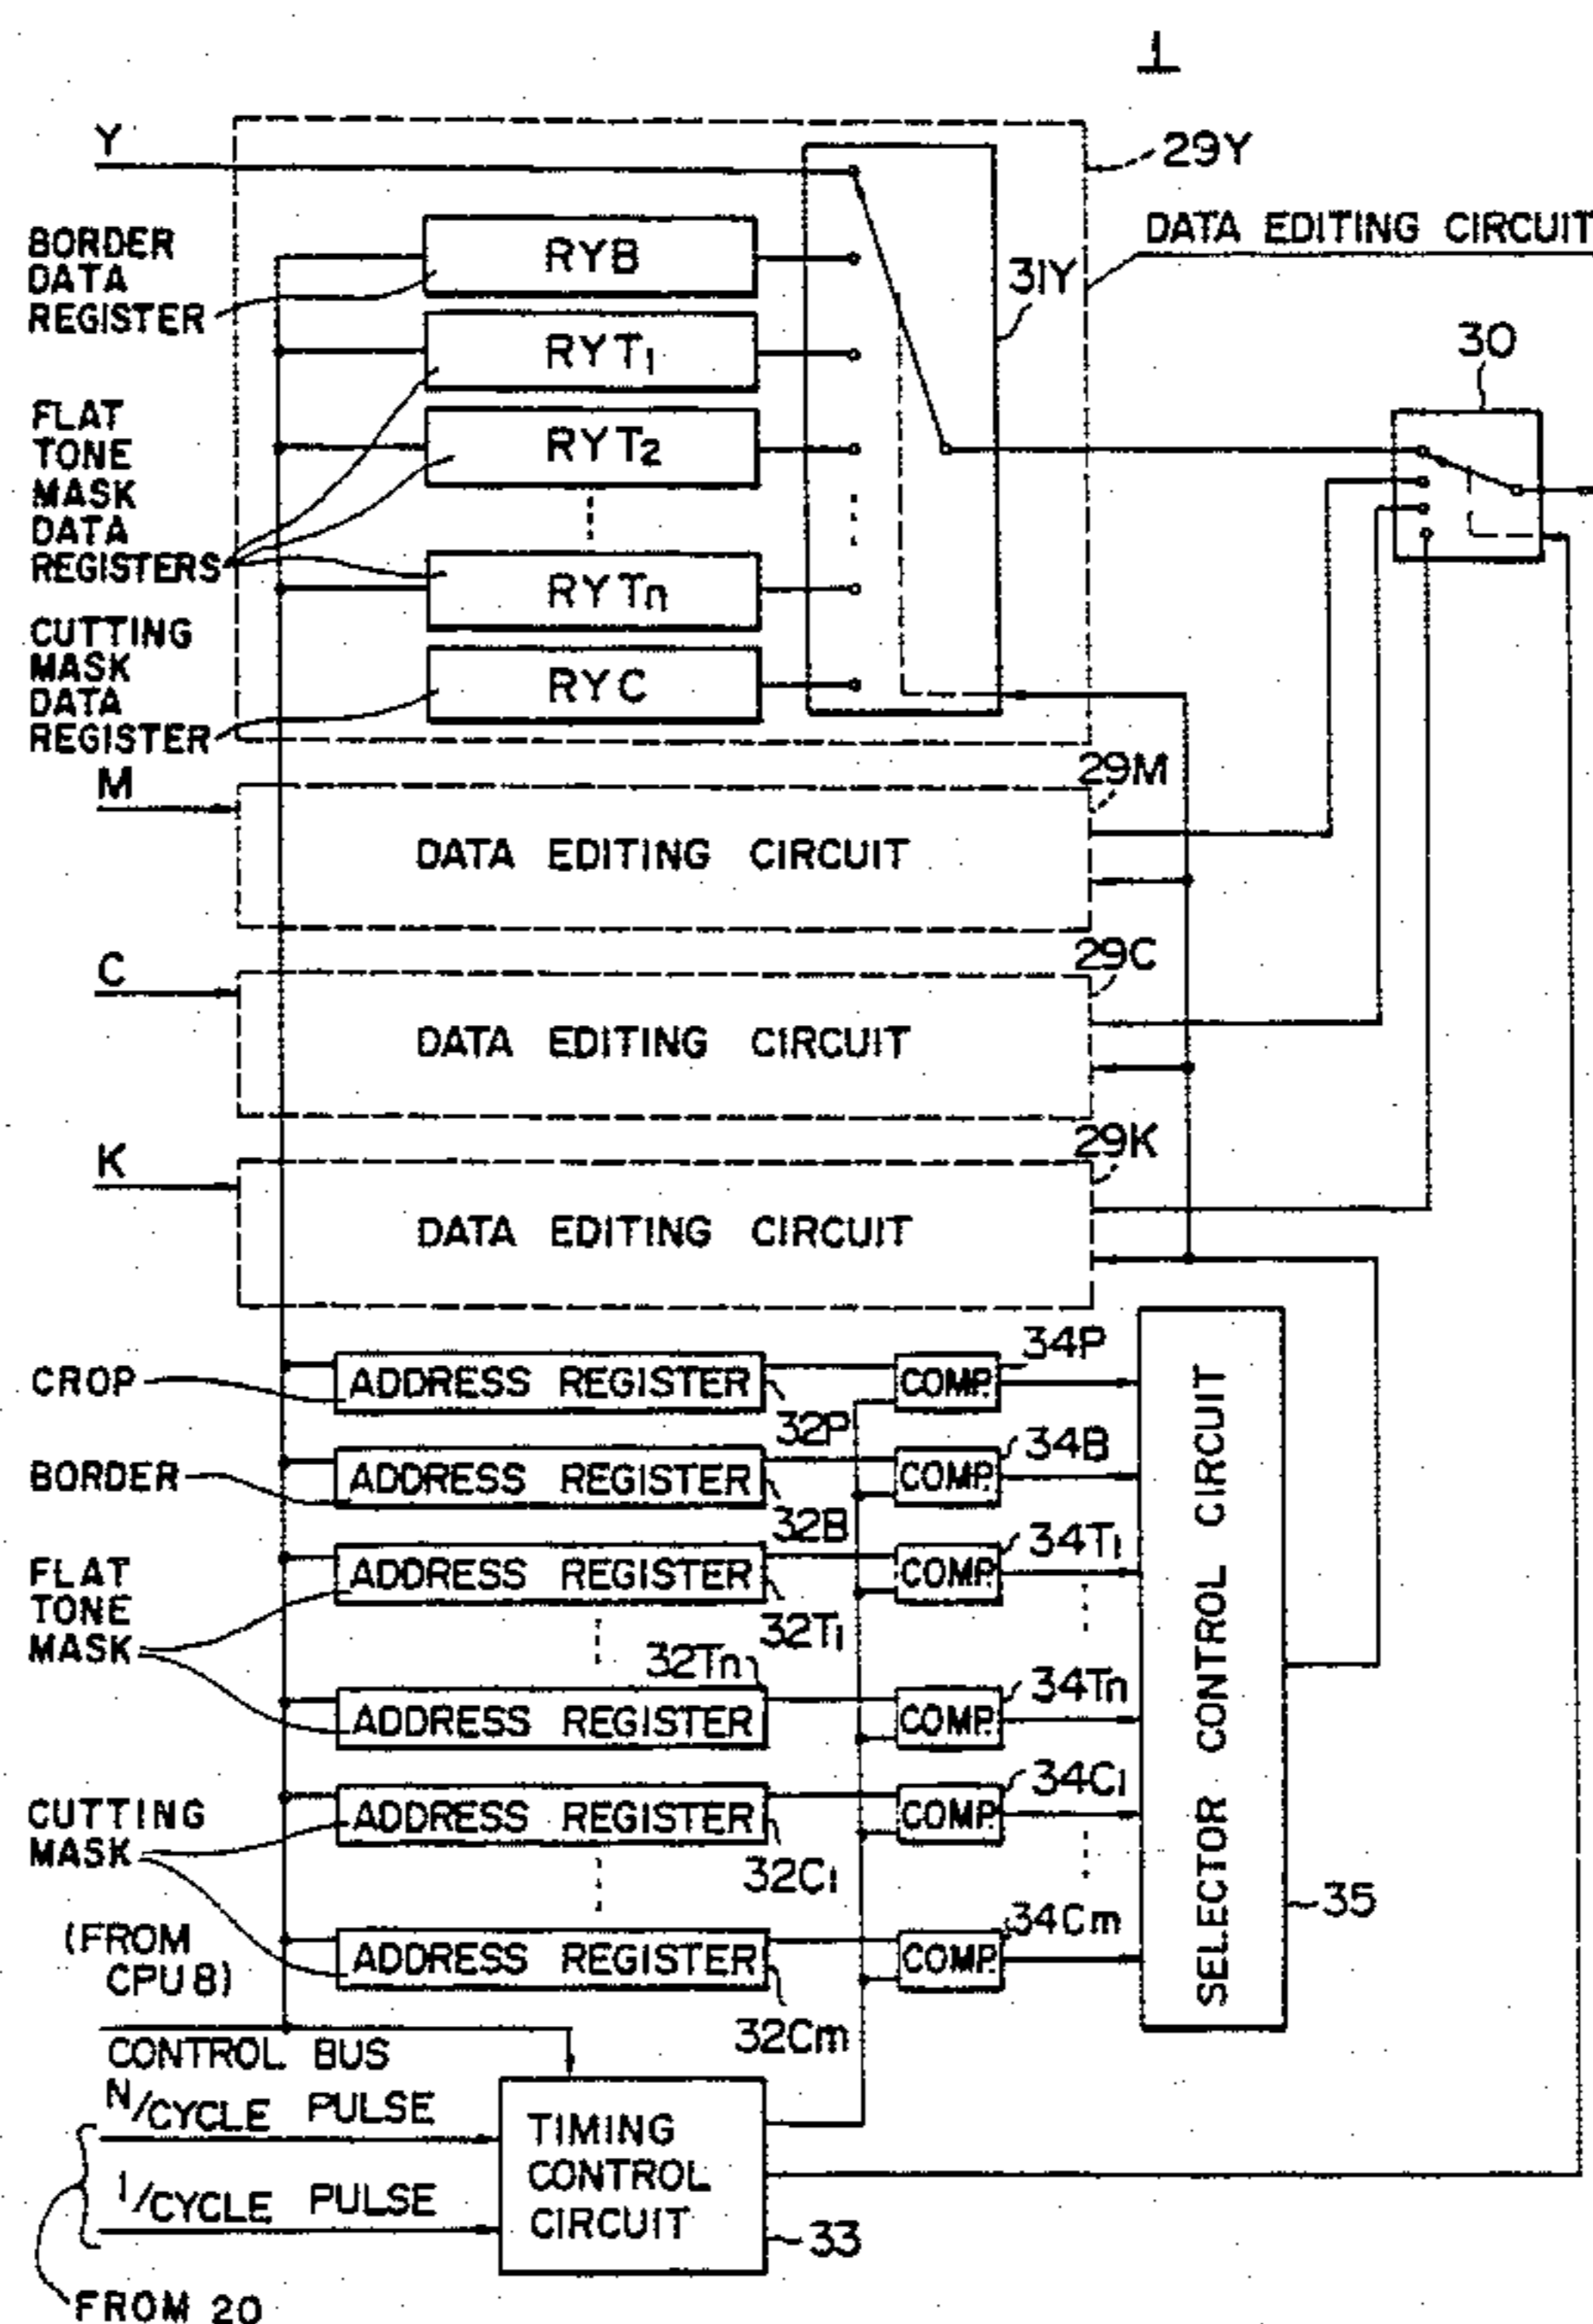 1
Y
29Y
BORDER
DATA
REGISTER
RYB
31Y
DATA EDITING CIRCUIT
RYT1
30
FLAT
TONE
MASK
DATA
REGISTERS
RYT2
RYTn
CUTTING
MASK
DATA
REGISTER
RYC
M
29M
DATA EDITING CIRCUIT
C
29C
DATA EDITING CIRCUIT
K
29K
DATA EDITING CIRCUIT
CROP
ADDRESS REGISTER
32P
COMP.
34P
BORDER
ADDRESS REGISTER
32B
COMP.
34B
FLAT
TONE
MASK
ADDRESS REGISTER
32T1
COMP.
34T1
ADDRESS REGISTER
32Tn
COMP.
34Tn
CUTTING
MASK
ADDRESS REGISTER
32C1
COMP.
34C1
ADDRESS REGISTER
32Cm
COMP.
34Cm
SELECTOR CONTROL CIRCUIT
35
(FROM
CPU 8)
CONTROL BUS
N/CYCLE PULSE
1/CYCLE PULSE
TIMING
CONTROL
CIRCUIT
33
FROM 20